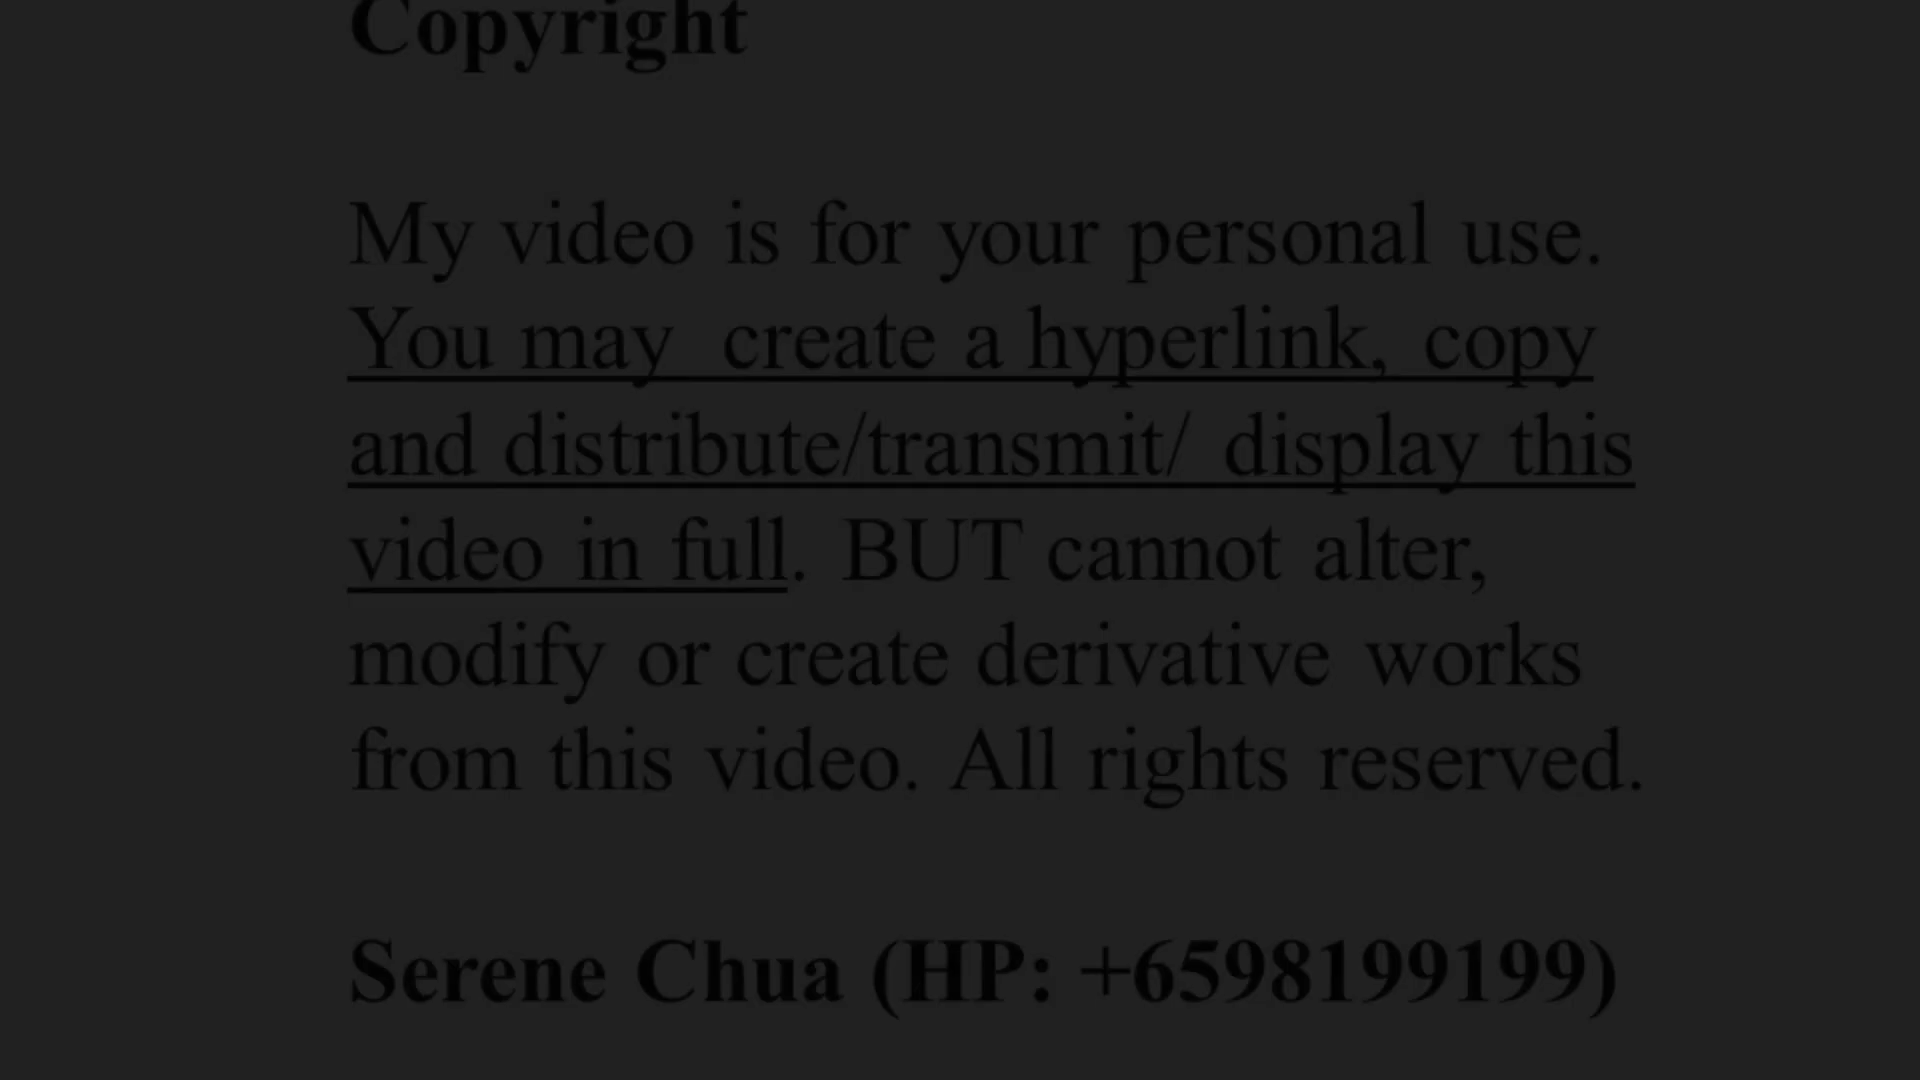 Copyright
My video is for your personal use.
You may create a hyperlink, copy
and distribute/transmit/ display this
video in full. BUT cannot alter,
modify or create derivative works
from this video. All rights reserved.
Serene Chua (HP: +6598199199)